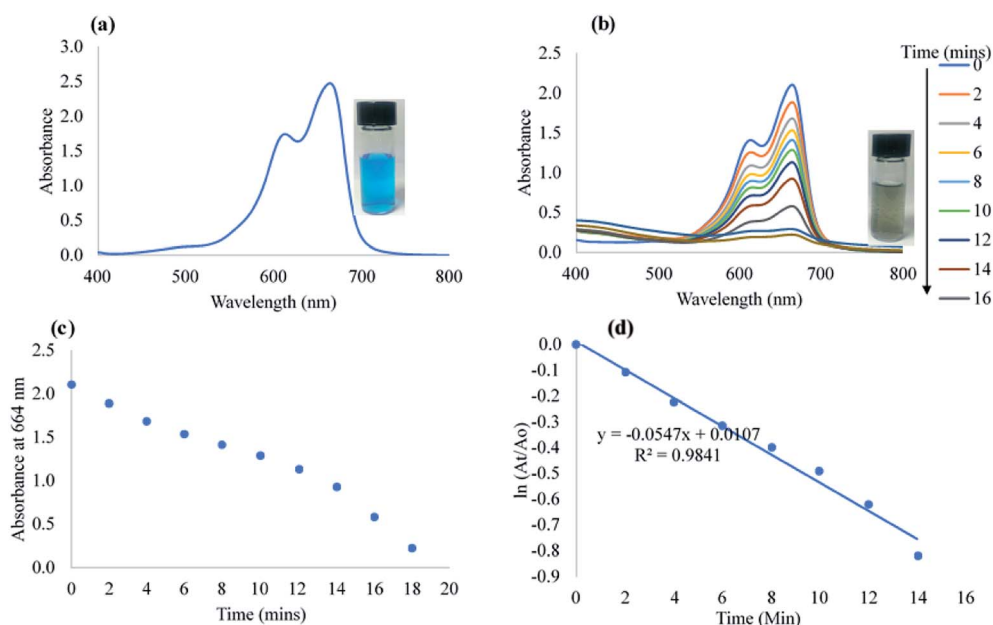 (a)
3.0
2.5
2.0
1.5
1.0
0.5
0.0
Absorbance
400 500 600 700 800
Wavelength (nm)
(b)
2.5
2.0
1.5
1.0
0.5
0.0
Absorbance
400 500 600 700 800
Wavelength (nm)
Time (mins)
0
2
4
6
8
10
12
14
16
(c)
2.5
2.0
1.5
1.0
0.5
0.0
Absorbance at 664 nm
0 2 4 6 8 10 12 14 16 18 20
Time (mins)
(d)
0.0
-0.1
-0.2
-0.3
-0.4
-0.5
-0.6
-0.7
-0.8
-0.9
ln (At/Ao)
y = -0.0547x + 0.0107
R² = 0.9841
0 2 4 6 8 10 12 14 16
Time (Min)